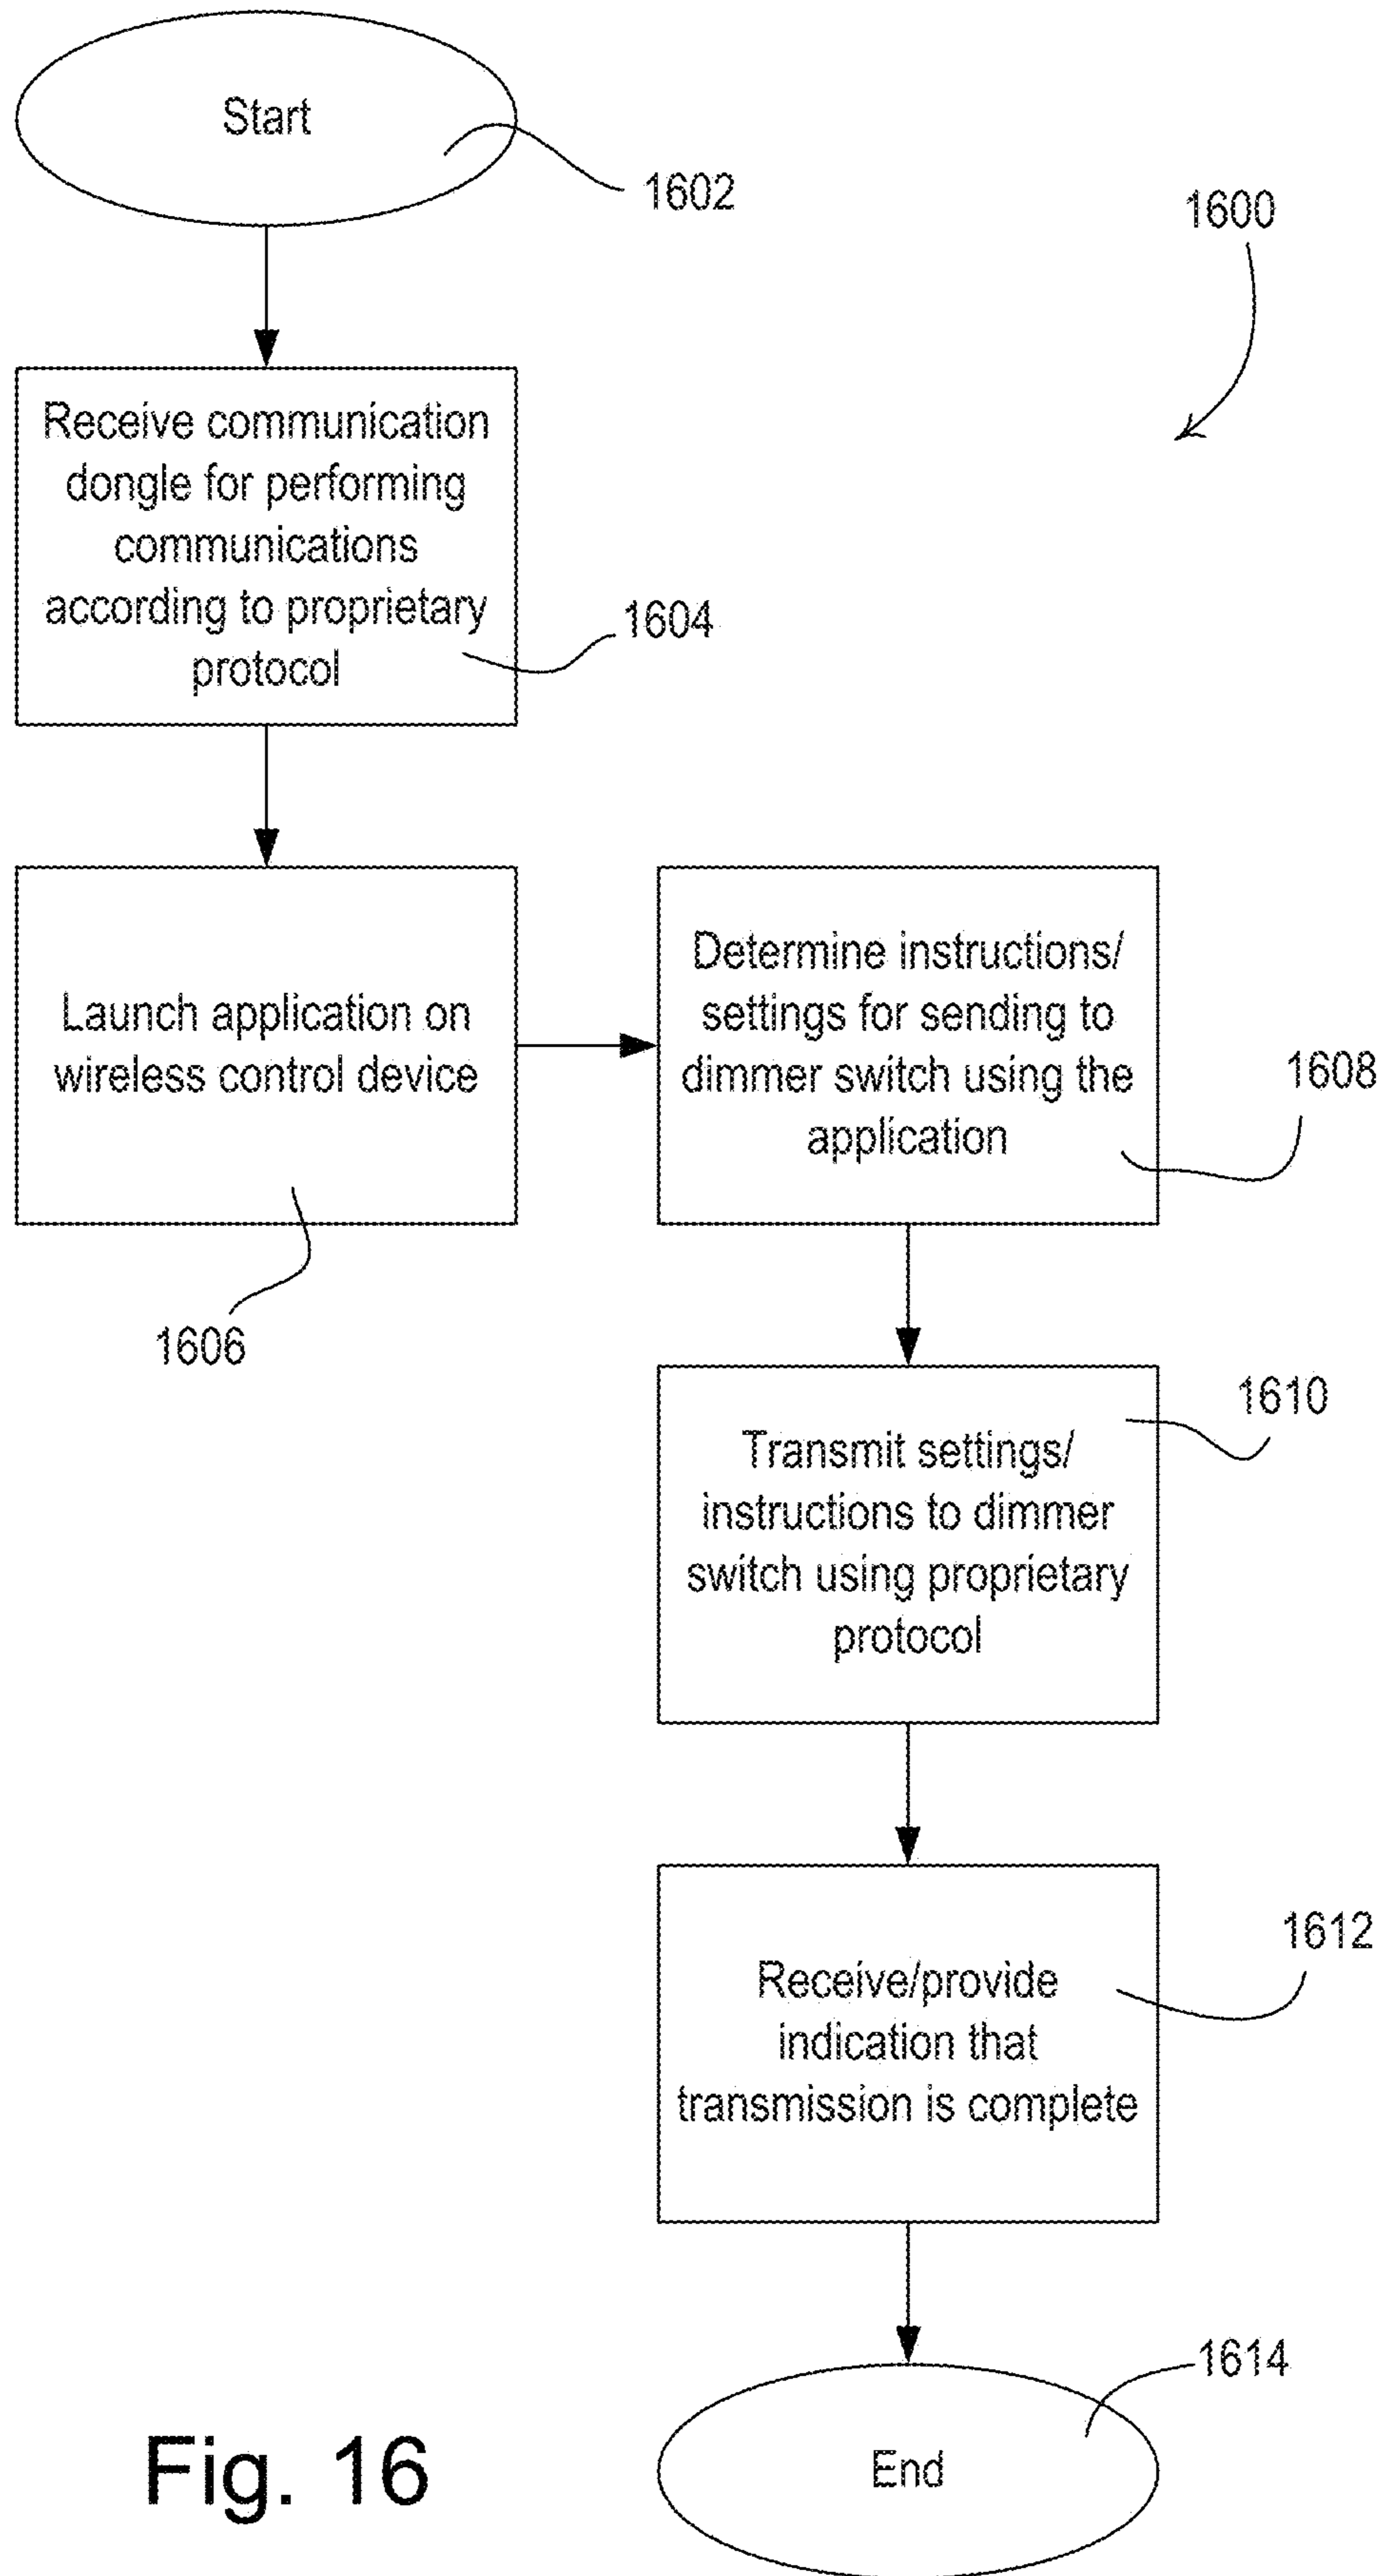 Start
1602
1600
Receive communication
dongle for performing
communications
according to proprietary
protocol
1604
Launch application on
wireless control device
1606
Determine instructions/
settings for sending to
dimmer switch using the
application
1608
1610
Transmit settings/
instructions to dimmer
switch using proprietary
protocol
1612
Receive/provide
indication that
transmission is complete
1614
End
Fig. 16